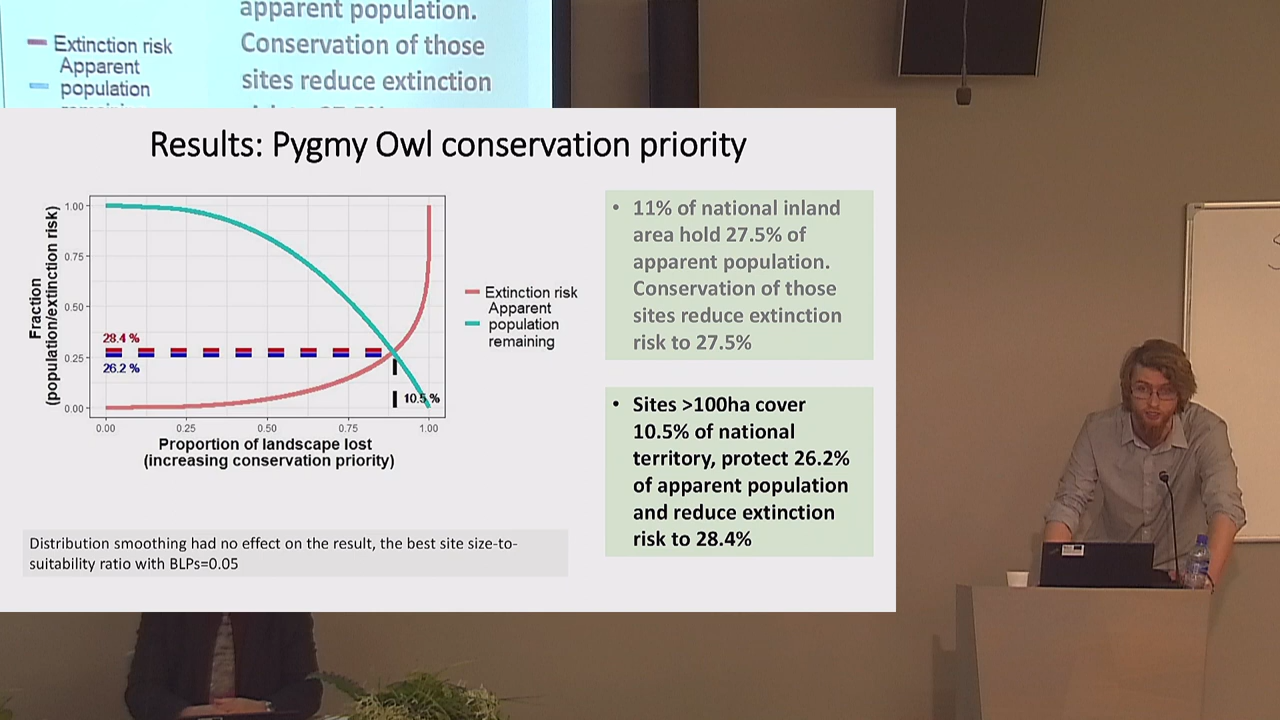 apparent population.
Extinction risk
Conservation of those
Apparent
sites reduce extinction
population
Results: Pygmy Owl conservation priority
Fraction
(population/extinction risk)
1.00
0.75
0.50
0.25
0.00
28.4 %
26.2 %
10.5 %
0.00 0.25 0.50 0.75 1.00
Proportion of landscape lost
(increasing conservation priority)
Extinction risk
Apparent
population
remaining
• 11% of national inland
area hold 27.5% of
apparent population.
Conservation of those
sites reduce extinction
risk to 27.5%
• Sites >100ha cover
10.5% of national
territory, protect 26.2%
of apparent population
and reduce extinction
risk to 28.4%
Distribution smoothing had no effect on the result, the best site size-to-
suitability ratio with BLPs=0.05